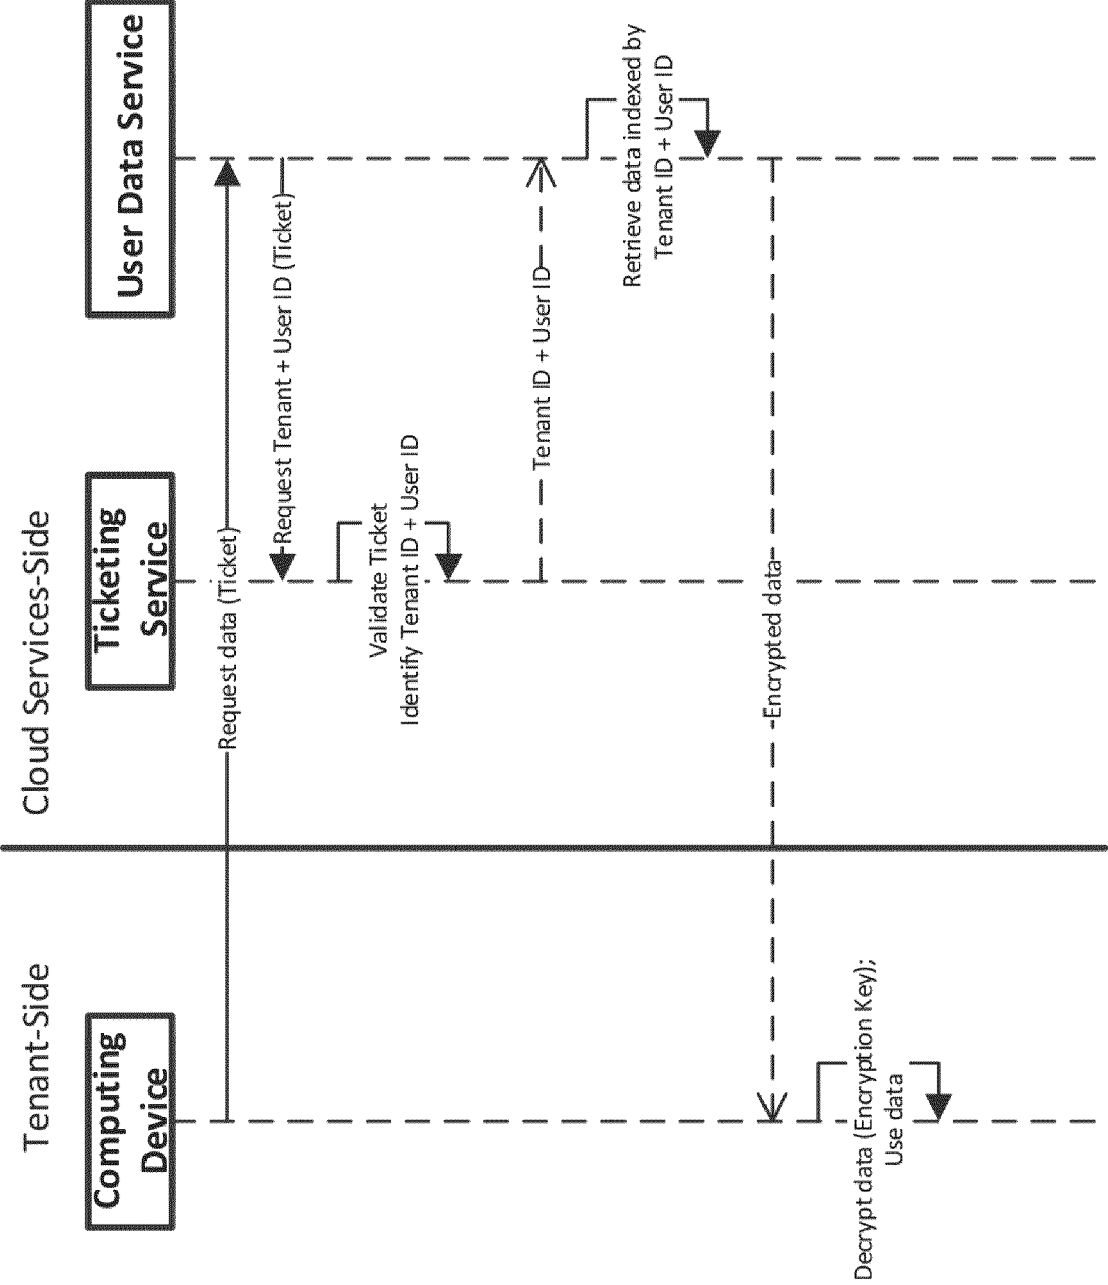 Tenant-Side
Cloud Services-Side
Computing
Device
Ticketing
Service
User Data Service
Request data (Ticket)
Request Tenant + User ID (Ticket)
Validate Ticket
Identify Tenant ID + User ID
Tenant ID + User ID
Retrieve data indexed by
Tenant ID + User ID
Encrypted data
Decrypt data (Encryption Key);
Use data